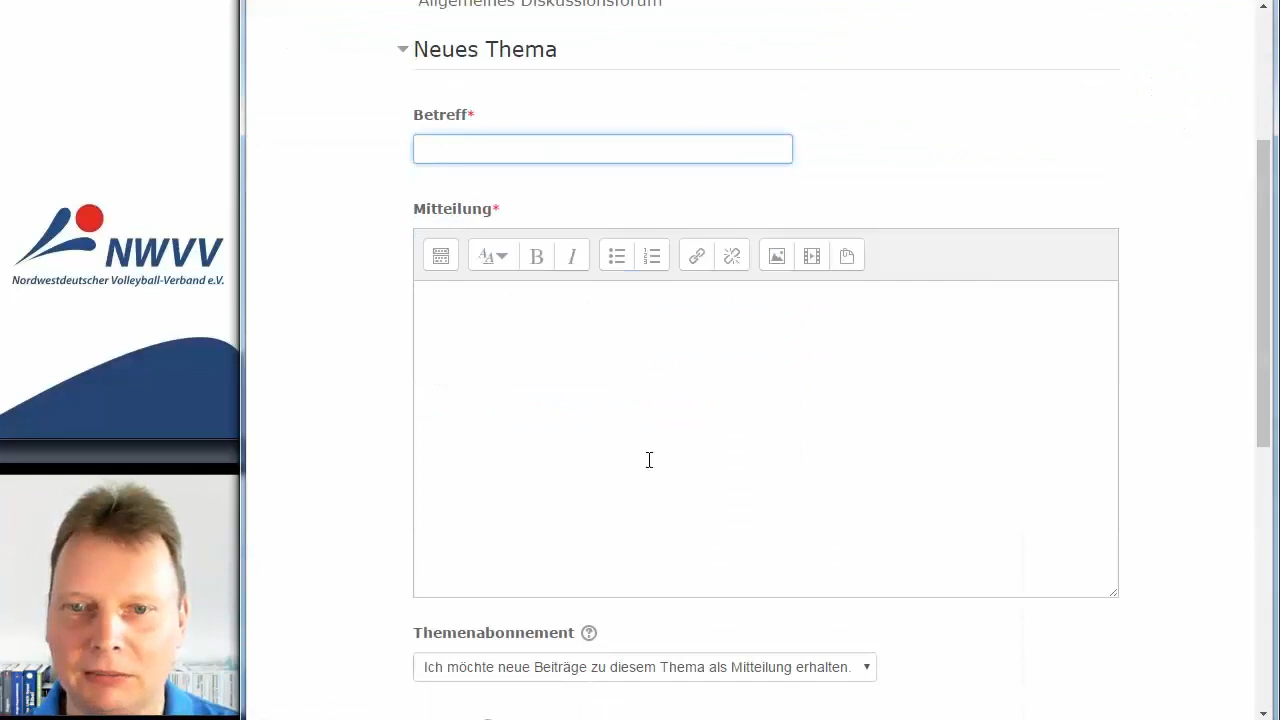 Allgemeines Diskussionsforum
Neues Thema
Betreff*
Mitteilung*
NWVV
Nordwestdeutscher Volleyball-Verband e.V.
Themenabonnement
Ich möchte neue Beiträge zu diesem Thema als Mitteilung erhalten.